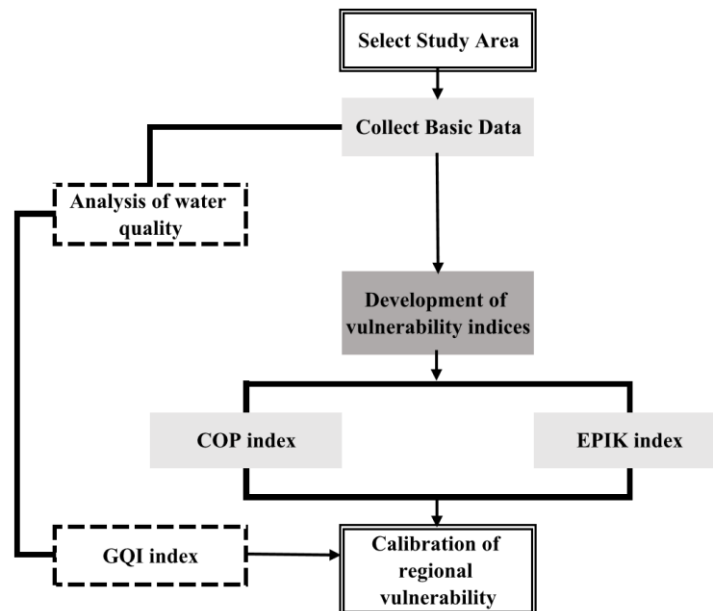 Select Study Area
Collect Basic Data
Analysis of water
quality
Development of
vulnerability indices
COP index
EPIK index
GQI index
Calibration of
regional
vulnerability